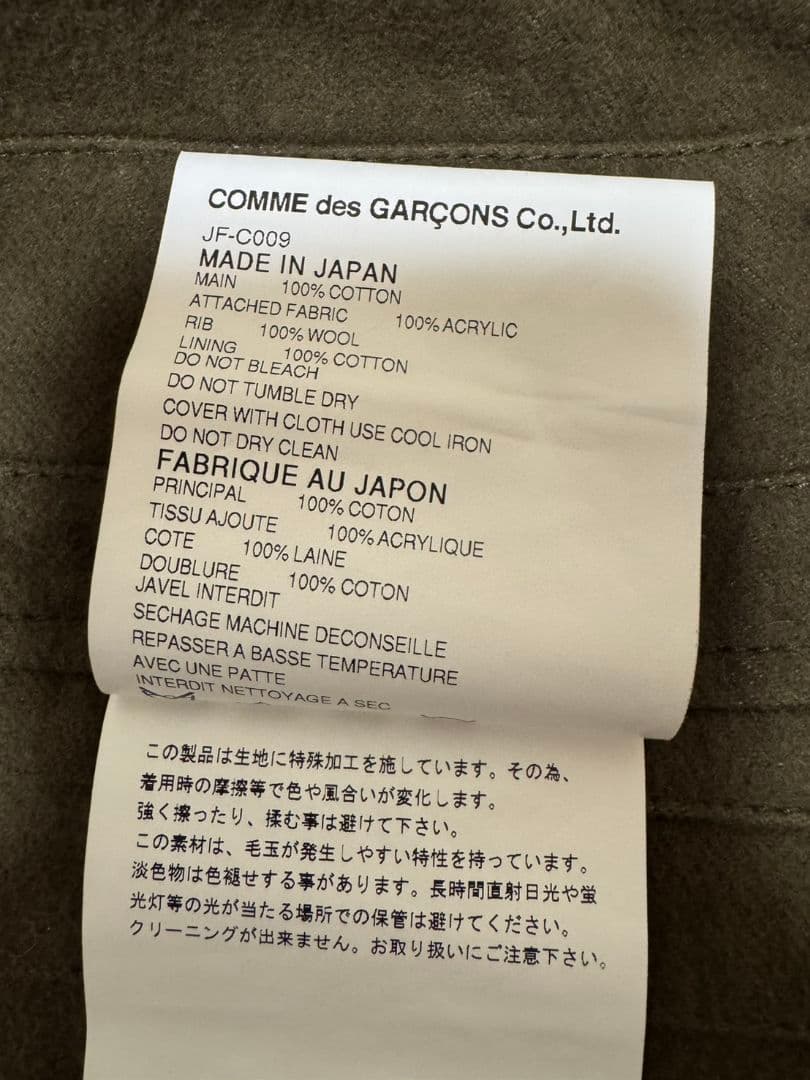 COMME des GARÇONS Co.,Ltd.
JF-C009
MADE IN JAPAN
MAIN 100% COTTON
ATTACHED FABRIC 100% ACRYLIC
RIB 100% WOOL
LINING 100% COTTON
DO NOT BLEACH
DO NOT TUMBLE DRY
COVER WITH CLOTH USE COOL IRON
DO NOT DRY CLEAN
FABRIQUE AU JAPON
PRINCIPAL 100% COTON
TISSU AJOUTE 100% ACRYLIQUE
COTE 100% LAINE
DOUBLURE 100% COTON
JAVEL INTERDIT
SECHAGE MACHINE DECONSEILLE
REPASSER A BASSE TEMPERATURE
AVEC UNE PATTE
INTERDIT NETTOYAGE A SEC
この製品は生地に特殊加工を施しています。その為、
着用時の摩擦等で色や風合いが変化します。
強く擦ったり、揉む事は避けて下さい。
この素材は、毛玉が発生しやすい特性を持っています。
淡色物は色褪せする事があります。長時間直射日光や蛍
光灯等の光が当たる場所での保管は避けてください。
クリーニングが出来ません。お取り扱いにご注意下さい。